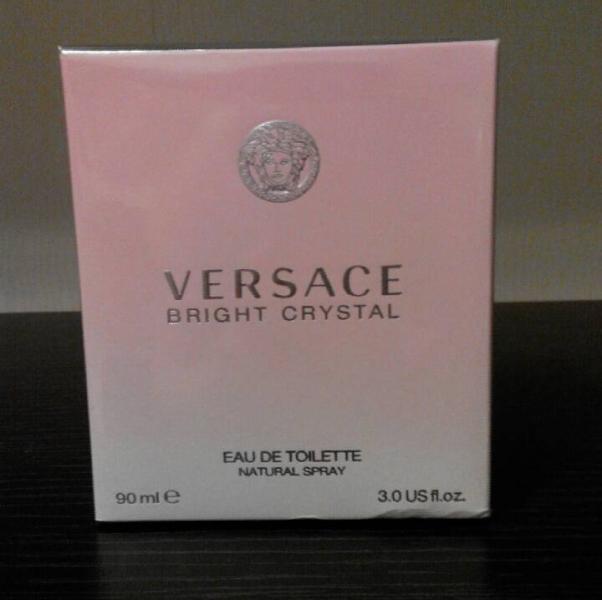 VERSACE
BRIGHT CRYSTAL
EAU DE TOILETTE
NATURAL SPRAY
90 ml ℮ 3.0 US fl.oz.